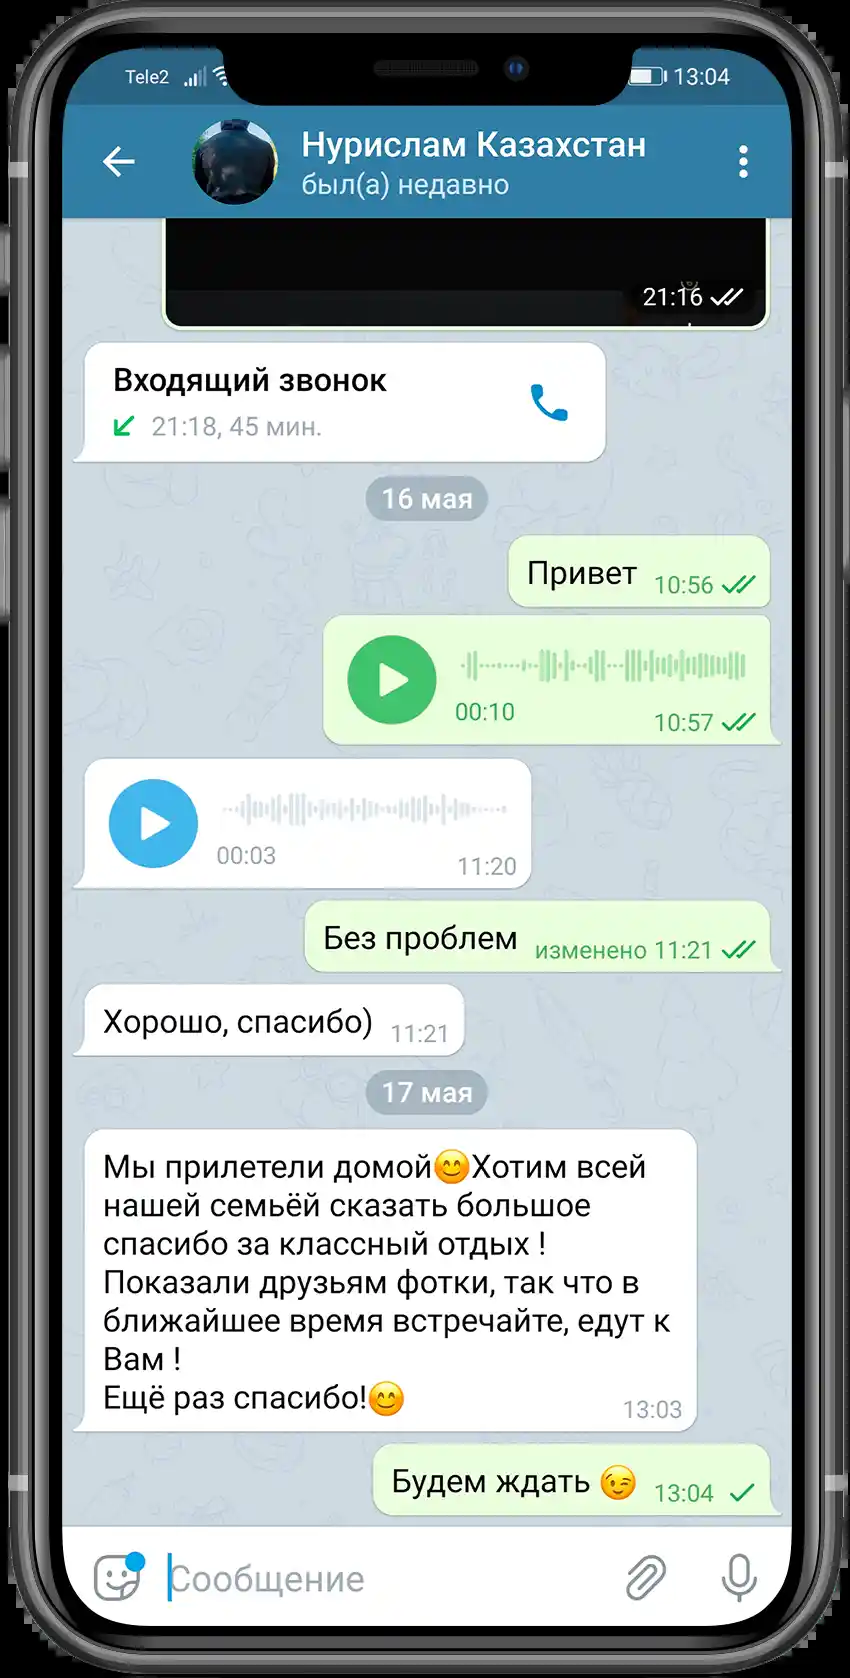 Tele2 13:04
Нурислам Казахстан
был(а) недавно
21:16
Входящий звонок
21:18, 45 мин.
16 мая
Привет 10:56
00:10 10:57
00:03 11:20
Без проблем изменено 11:21
Хорошо, спасибо) 11:21
17 мая
Мы прилетели домой😊Хотим всей
нашей семьёй сказать большое
спасибо за классный отдых !
Показали друзьям фотки, так что в
ближайшее время встречайте, едут к
Вам !
Ещё раз спасибо!😊 13:03
Будем ждать 😉 13:04
Сообщение